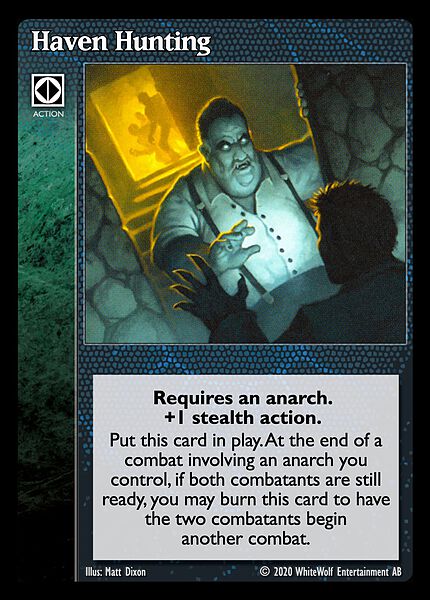 Haven Hunting
ACTION
Requires an anarch.
+1 stealth action.
Put this card in play. At the end of a
combat involving an anarch you
control, if both combatants are still
ready, you may burn this card to have
the two combatants begin
another combat.
Illus: Matt Dixon
© 2020 WhiteWolf Entertainment AB